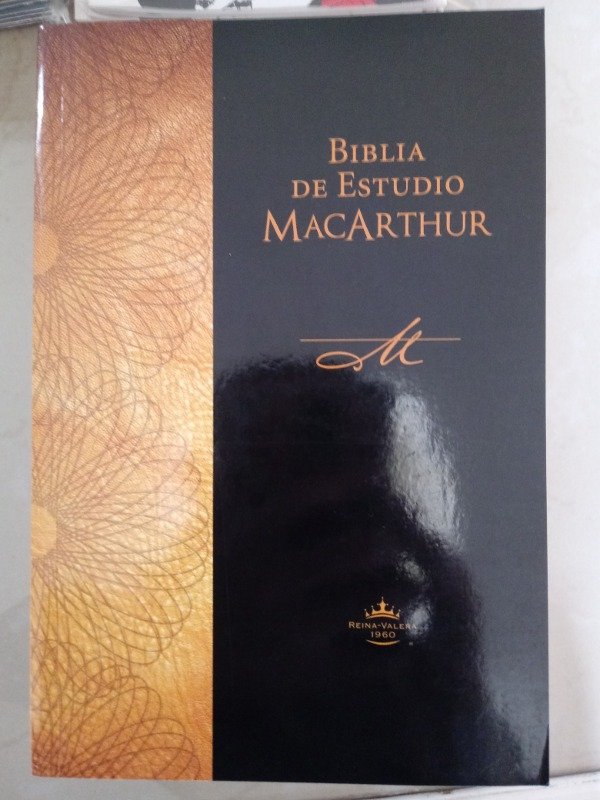 BIBLIA
DE ESTUDIO
MACARTHUR
M
REINA-VALERA
1960